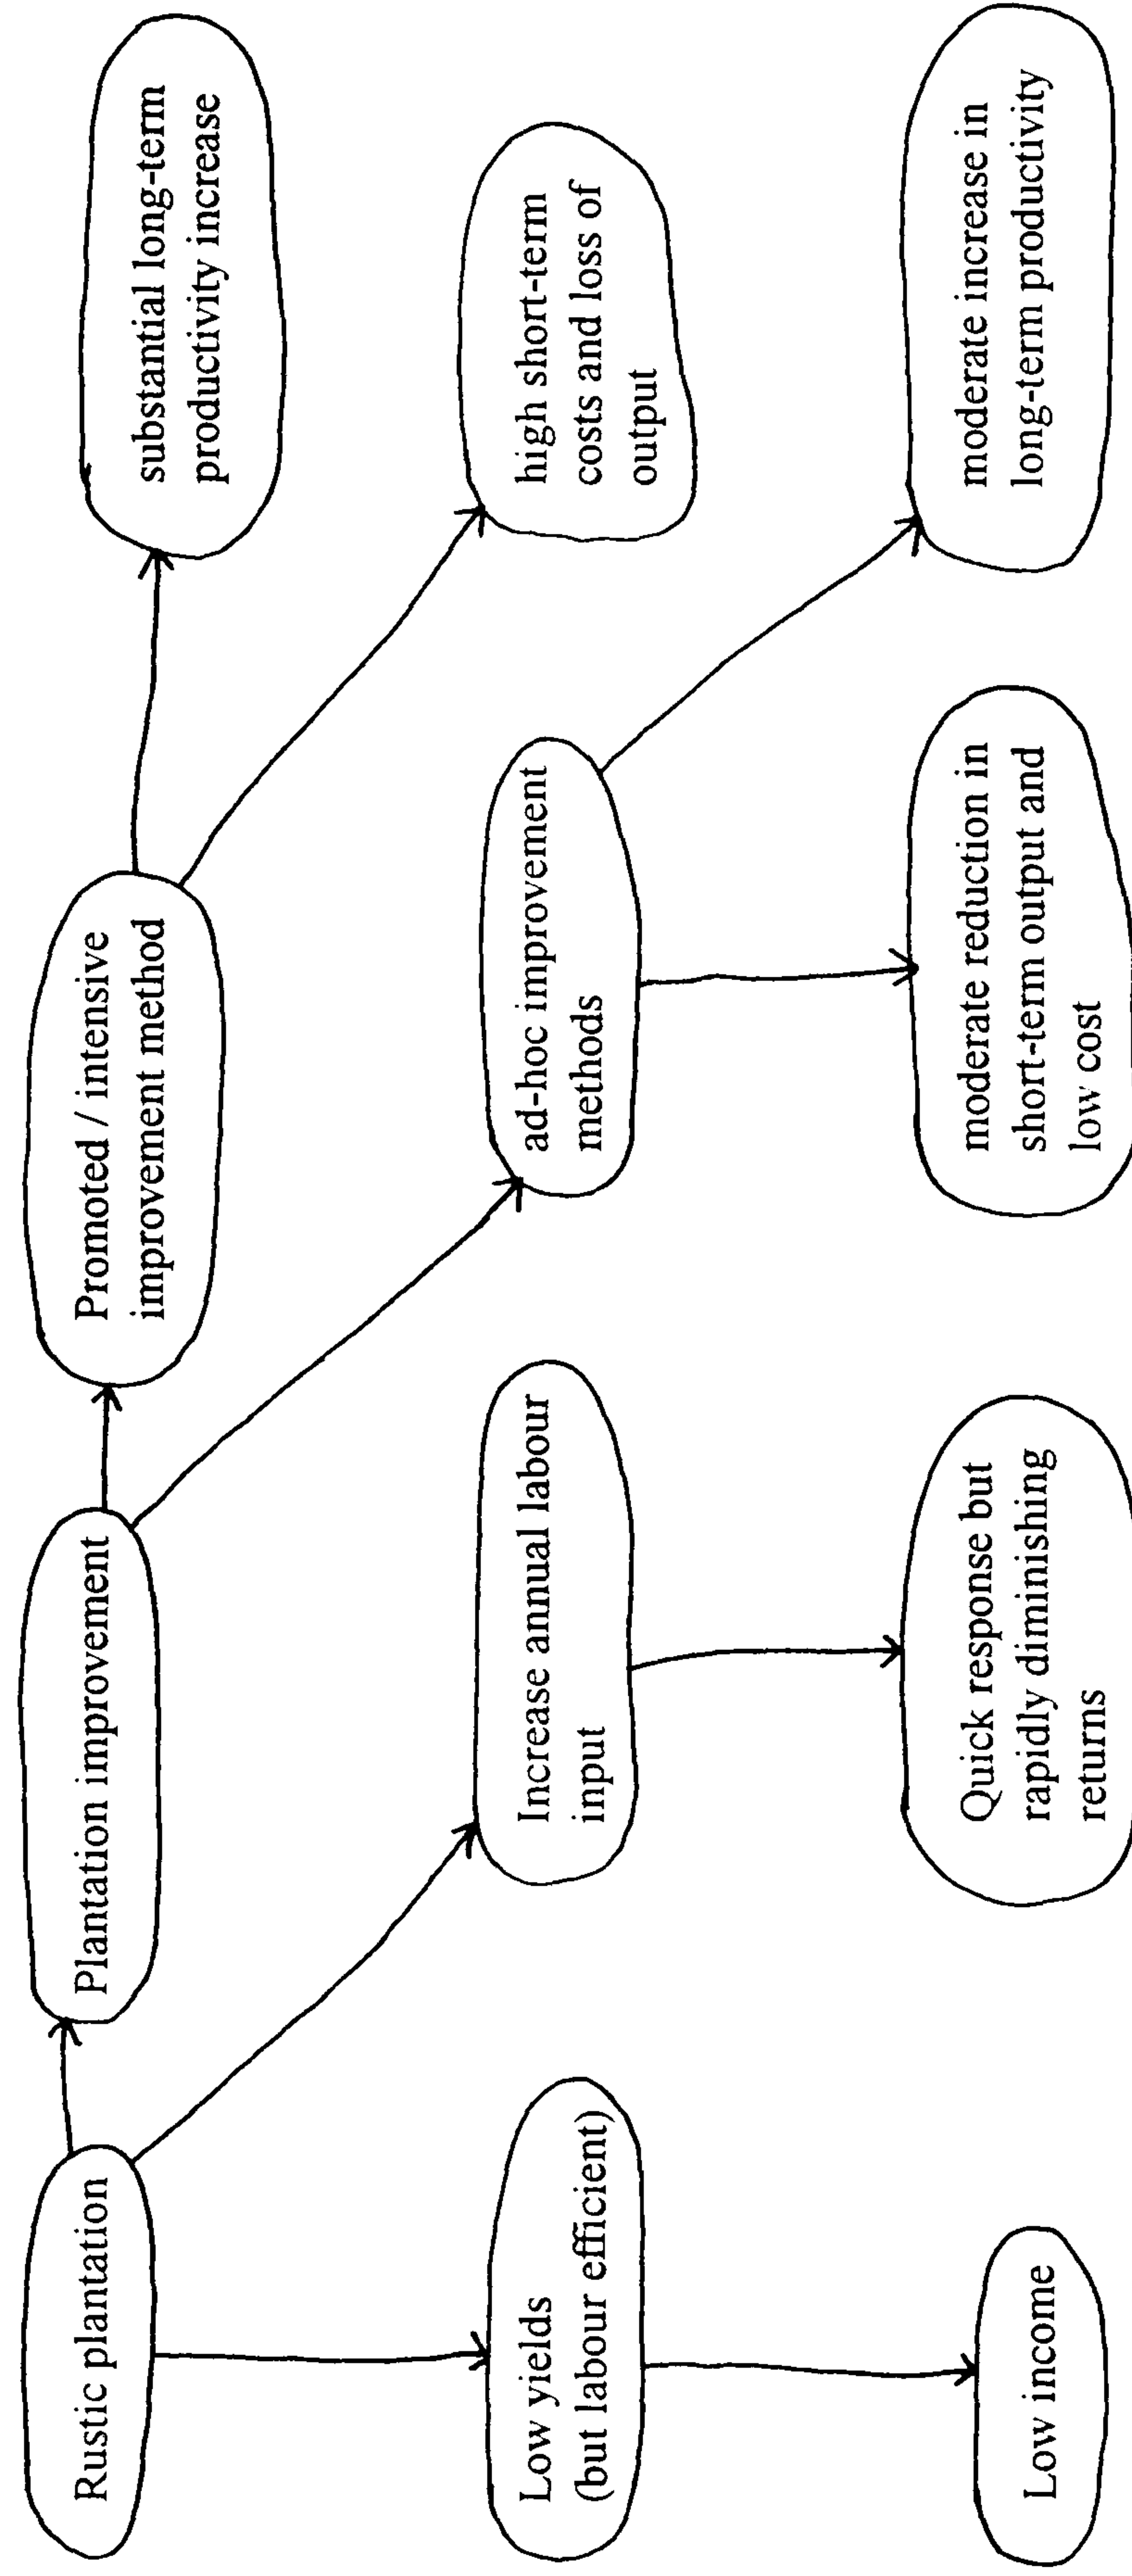 Rustic plantation
Plantation improvement
Promoted / intensive
improvement method
substantial long-term
productivity increase
Low yields
(but labour efficient)
Increase annual labour
input
ad-hoc improvement
methods
high short-term
costs and loss of
output
Low income
Quick response but
rapidly diminishing
returns
moderate reduction in
short-term output and
low cost
moderate increase in
long-term productivity